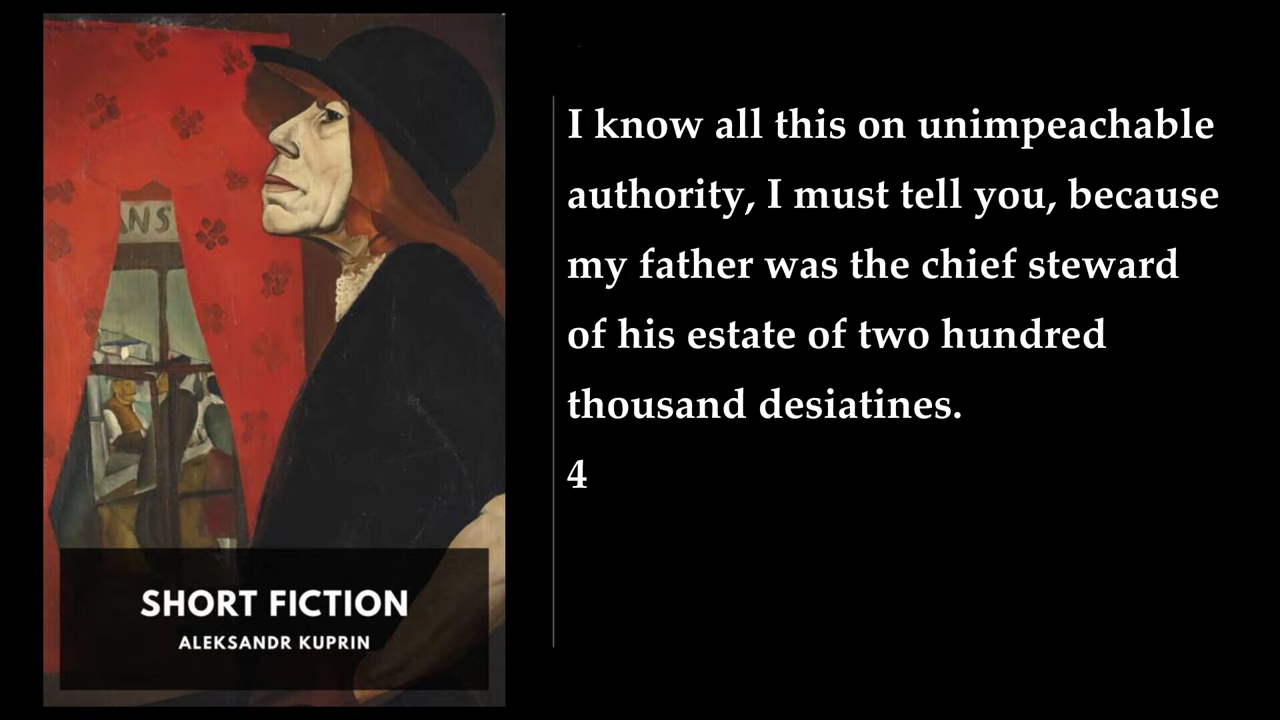 ANS
SHORT FICTION
ALEKSANDR KUPRIN
I know all this on unimpeachable
authority, I must tell you, because
my father was the chief steward
of his estate of two hundred
thousand desiatines.
4